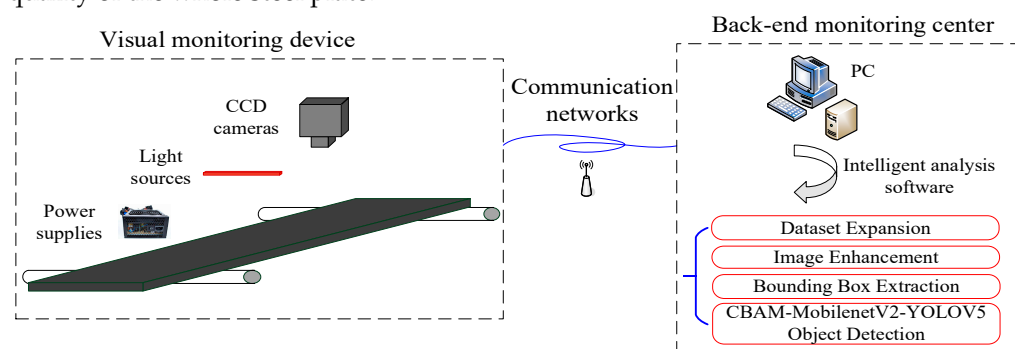 Visual monitoring device
CCD
cameras
Light
sources
Power
supplies
Communication
networks
Back-end monitoring center
PC
Intelligent analysis
software
Dataset Expansion
Image Enhancement
Bounding Box Extraction
CBAM-MobilenetV2-YOLOV5
Object Detection